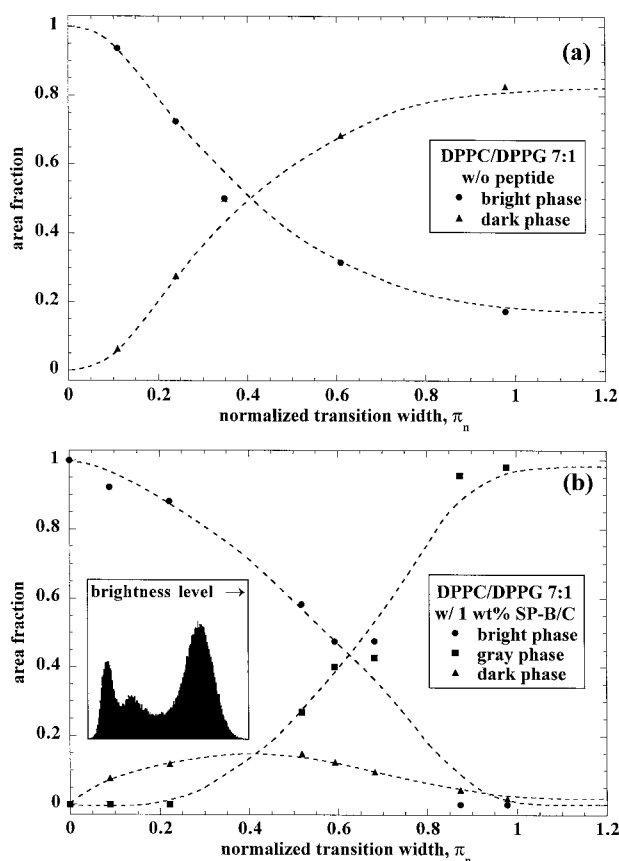 1
0.8
0.6
0.4
0.2
0
area fraction
(a)
DPPC/DPPG 7:1
w/o peptide
bright phase
dark phase
0 0.2 0.4 0.6 0.8 1 1.2
normalized transition width, πn
1
0.8
0.6
0.4
0.2
0
area fraction
(b)
brightness level →
DPPC/DPPG 7:1
w/ 1 wt% SP-B/C
bright phase
gray phase
dark phase
0 0.2 0.4 0.6 0.8 1 1.2
normalized transition width, πn